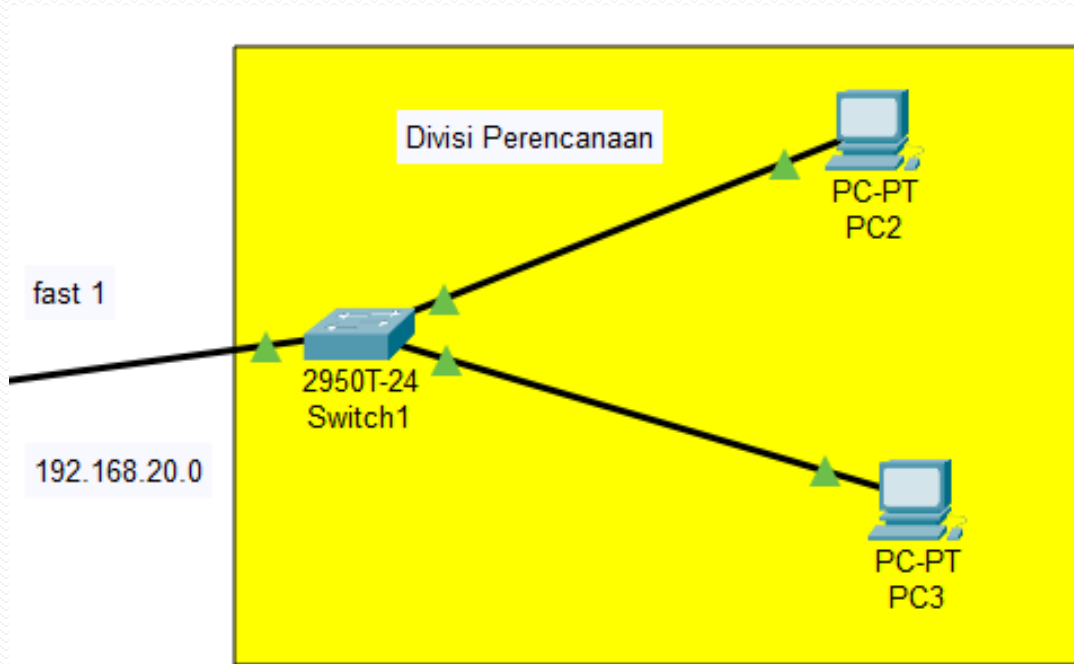 Divisi Perencanaan
PC-PT
PC2
fast 1
2950T-24
Switch1
192.168.20.0
PC-PT
PC3